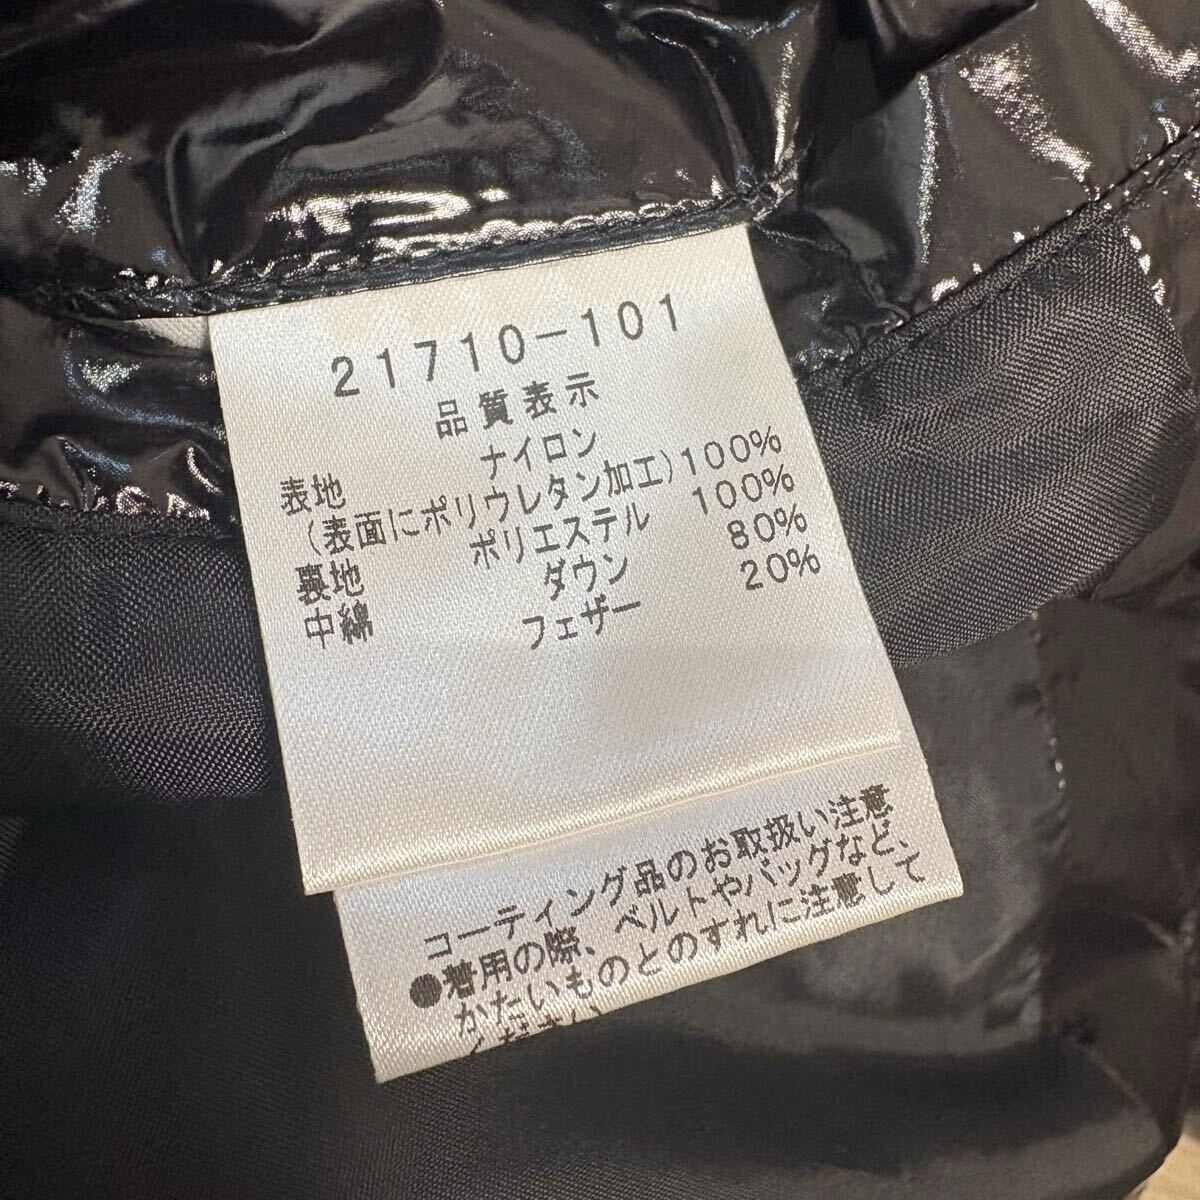 21710-101
品質表示
表地 ナイロン
(表面にポリウレタン加工)100%
裏地 ポリエステル 100%
中綿 ダウン 80%
フェザー 20%
コーティング品のお取扱い注意
●着用の際、ベルトやバッグなど、
かたいものとのすれに注意して
ください